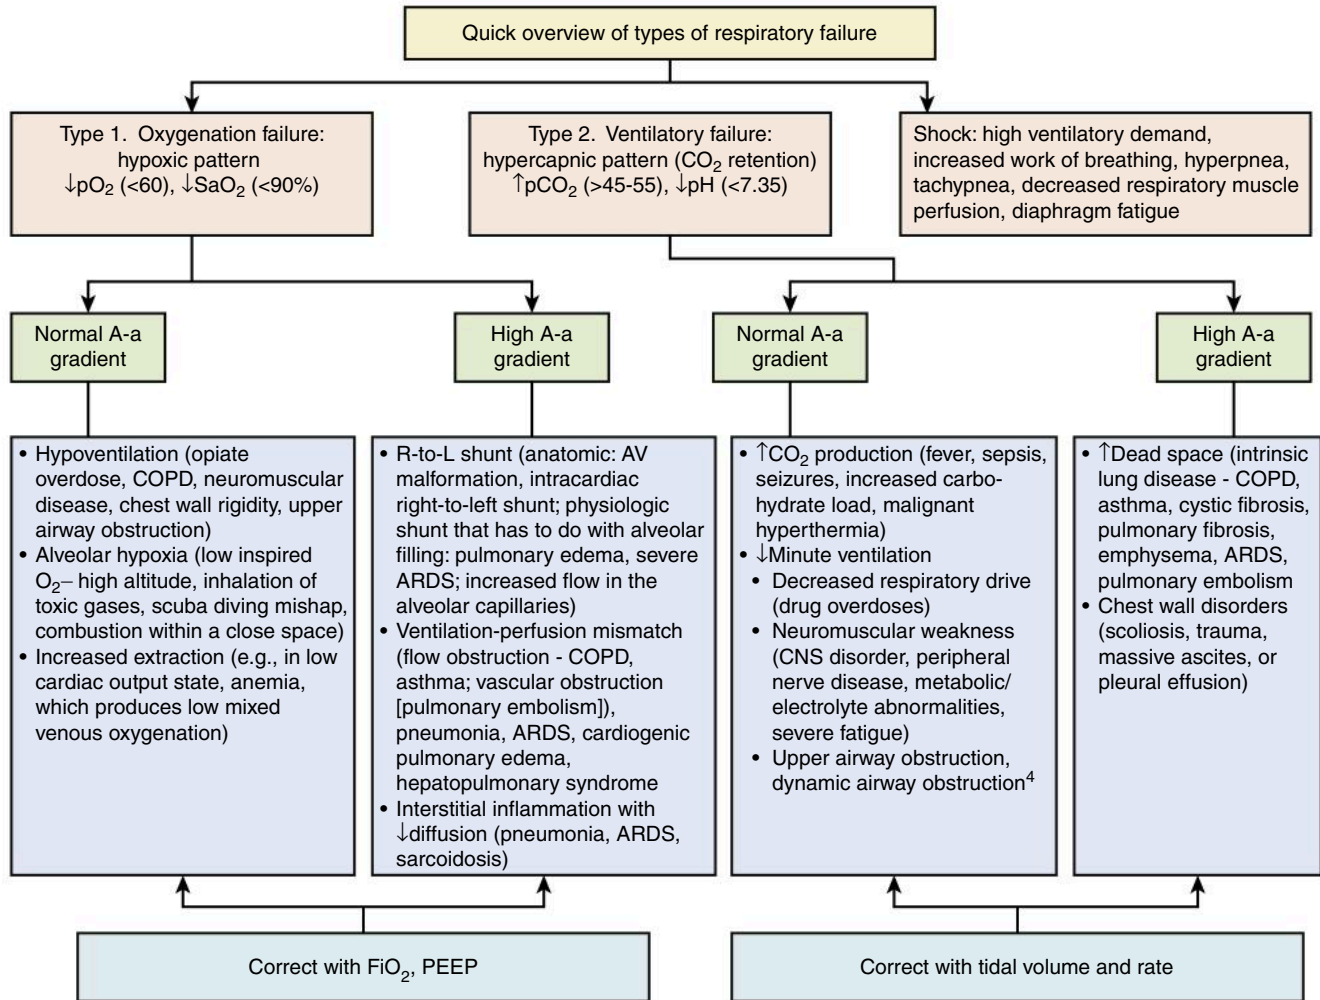 Quick overview of types of respiratory failure
Type 1. Oxygenation failure:
hypoxic pattern
↓pO₂ (<60), ↓SaO₂ (<90%)
Type 2. Ventilatory failure:
hypercapnic pattern (CO₂ retention)
↑pCO₂ (>45-55), ↓pH (<7.35)
Shock: high ventilatory demand,
increased work of breathing, hyperpnea,
tachypnea, decreased respiratory muscle
perfusion, diaphragm fatigue
Normal A-a
gradient
High A-a
gradient
Normal A-a
gradient
High A-a
gradient
• Hypoventilation (opiate
overdose, COPD, neuromuscular
disease, chest wall rigidity, upper
airway obstruction)
• Alveolar hypoxia (low inspired
O₂– high altitude, inhalation of
toxic gases, scuba diving mishap,
combustion within a close space)
• Increased extraction (e.g., in low
cardiac output state, anemia,
which produces low mixed
venous oxygenation)
• R-to-L shunt (anatomic: AV
malformation, intracardiac
right-to-left shunt; physiologic
shunt that has to do with alveolar
filling: pulmonary edema, severe
ARDS; increased flow in the
alveolar capillaries)
• Ventilation-perfusion mismatch
(flow obstruction - COPD,
asthma; vascular obstruction
[pulmonary embolism]),
pneumonia, ARDS, cardiogenic
pulmonary edema,
hepatopulmonary syndrome
• Interstitial inflammation with
↓diffusion (pneumonia, ARDS,
sarcoidosis)
• ↑CO₂ production (fever, sepsis,
seizures, increased carbo-
hydrate load, malignant
hyperthermia)
• ↓Minute ventilation
• Decreased respiratory drive
(drug overdoses)
• Neuromuscular weakness
(CNS disorder, peripheral
nerve disease, metabolic/
electrolyte abnormalities,
severe fatigue)
• Upper airway obstruction,
dynamic airway obstruction⁴
• ↑Dead space (intrinsic
lung disease - COPD,
asthma, cystic fibrosis,
pulmonary fibrosis,
emphysema, ARDS,
pulmonary embolism
• Chest wall disorders
(scoliosis, trauma,
massive ascites, or
pleural effusion)
Correct with FiO₂, PEEP
Correct with tidal volume and rate